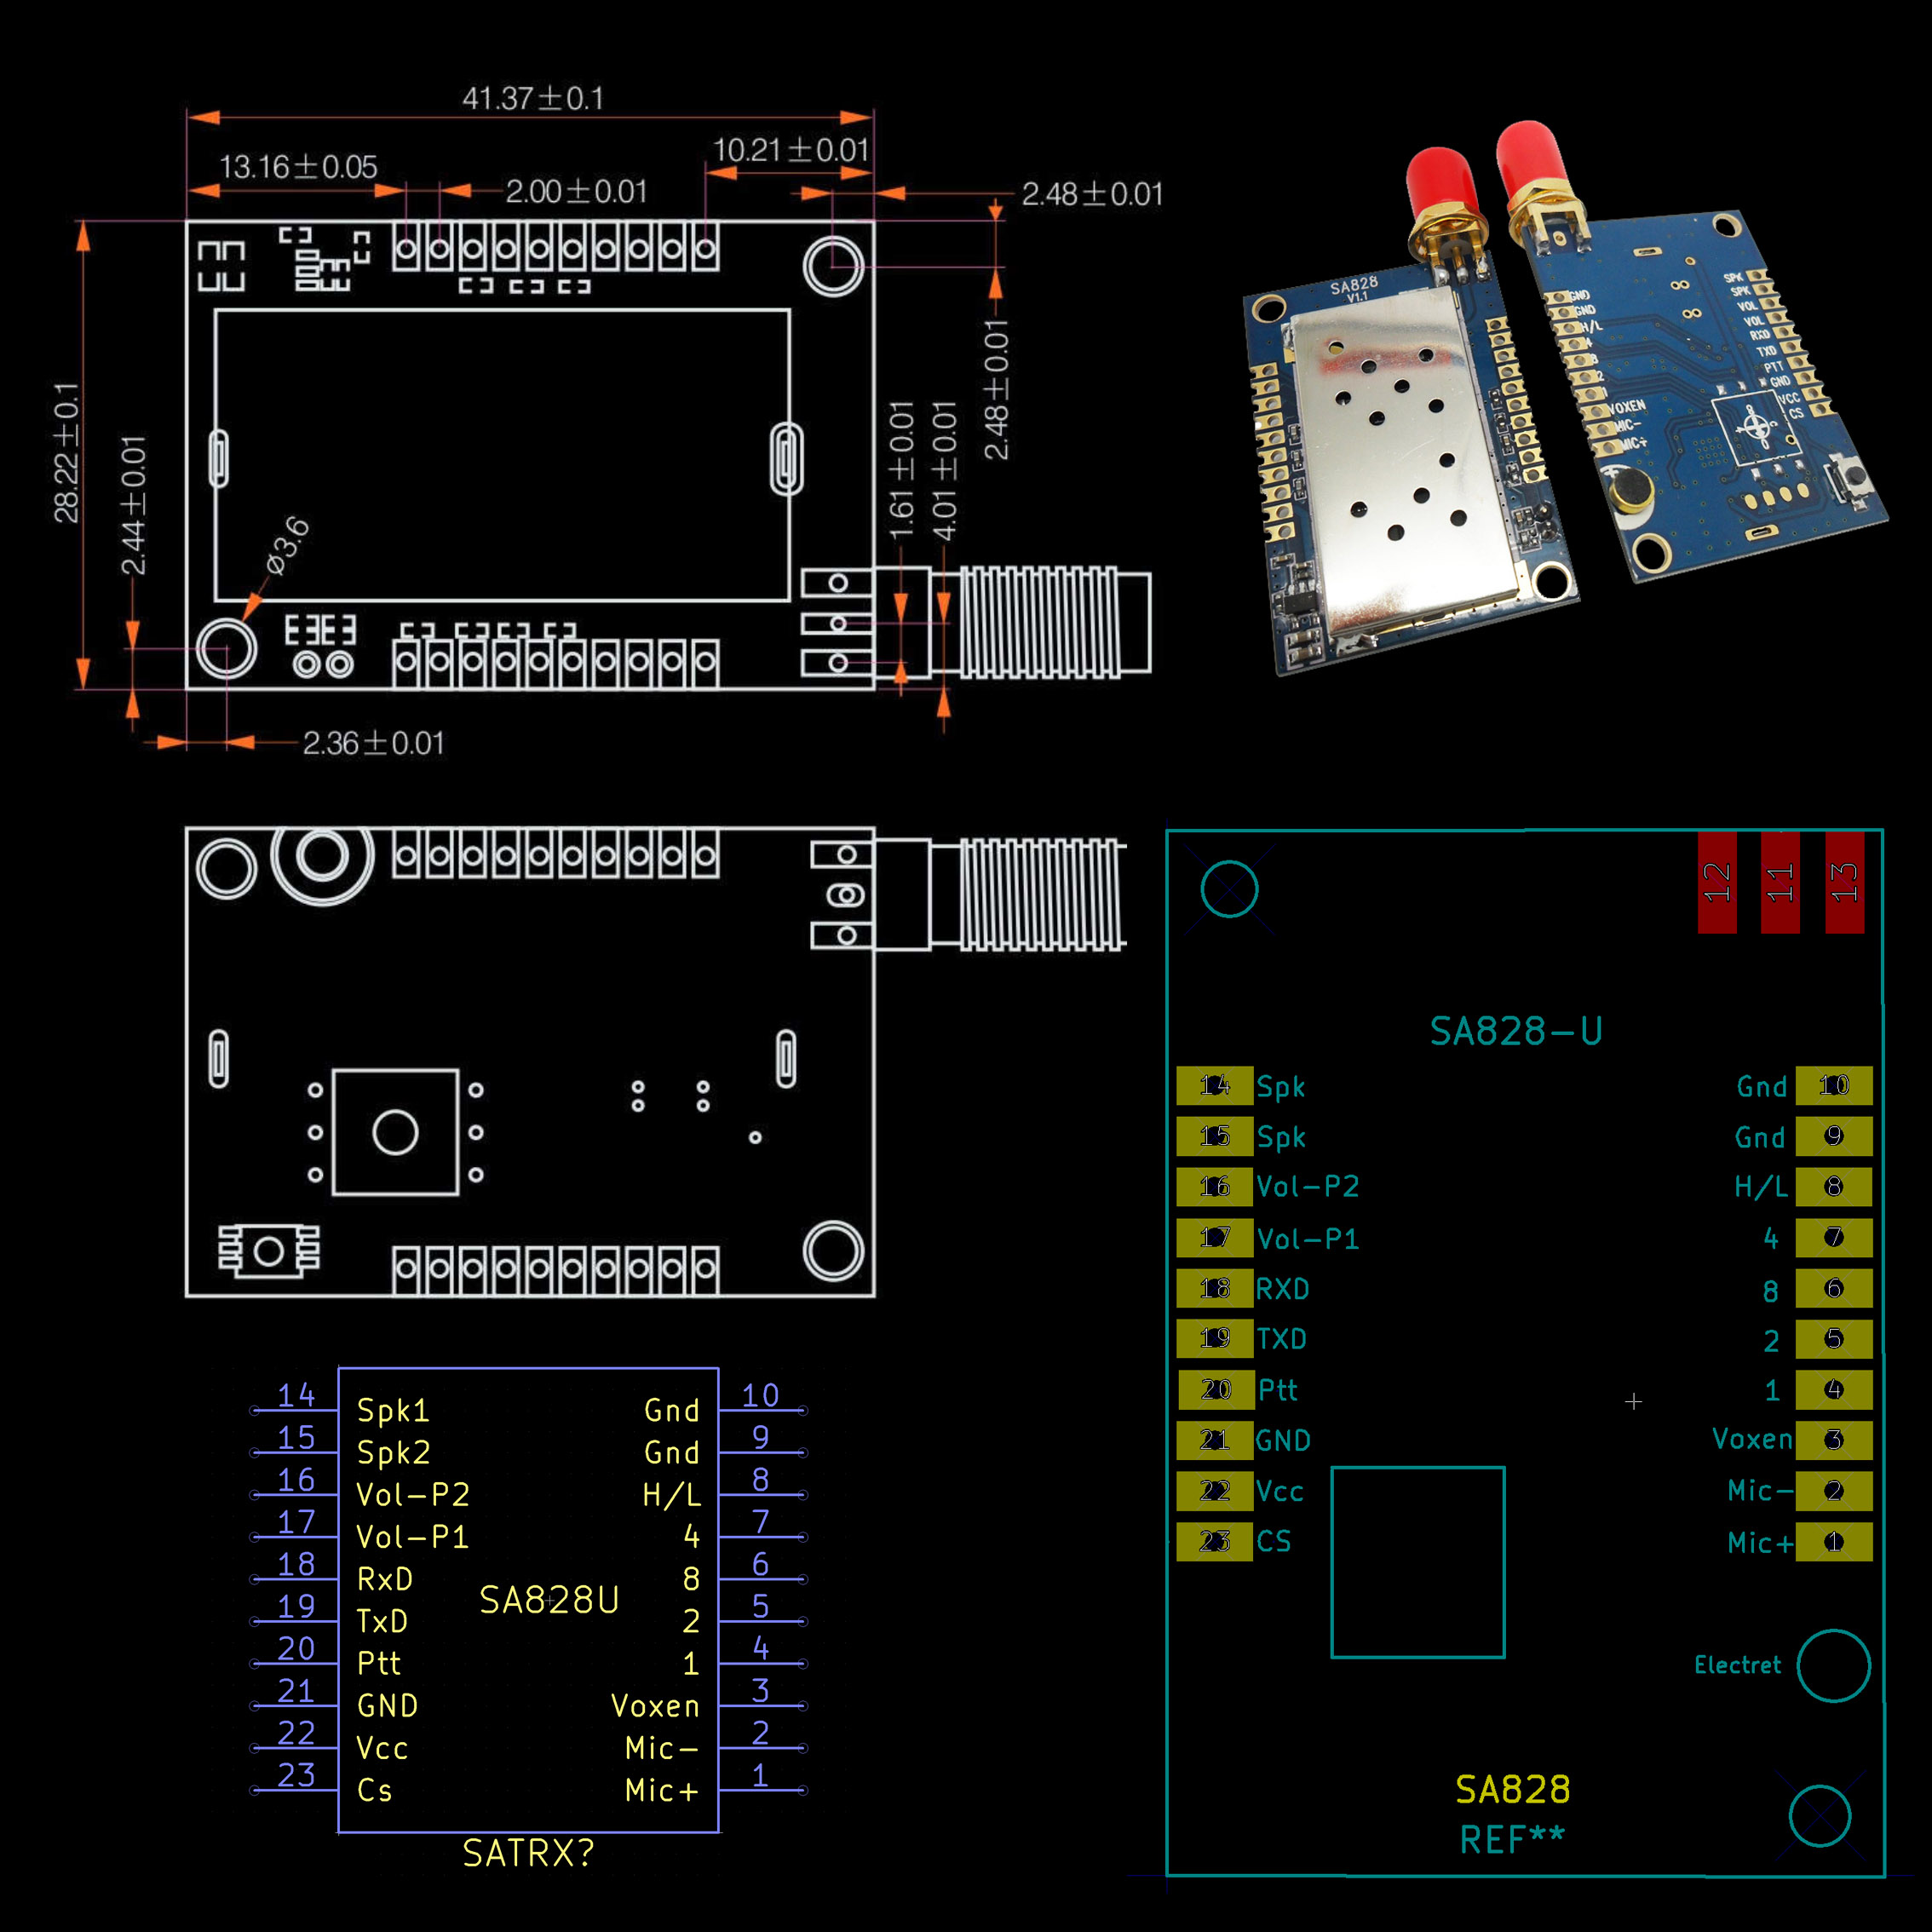 41.37±0.1
13.16±0.05
10.21±0.01
2.00±0.01
2.48±0.01
2.48±0.01
28.22±0.1
2.44±0.01
ø3.6
1.61±0.01
4.01±0.01
2.36±0.01
SA828
V1.1
GND
GND
H/L
4
8
2
VOXEN
MIC-
MIC+
SPK
SPK
VOL
VOL
RXD
TXD
PTT
GND
VCC
CS
12 11 13
SA828-U
14 Spk Gnd 10
15 Spk Gnd 9
16 Vol-P2 H/L 8
17 Vol-P1 4 7
18 RXD 8 6
19 TXD 2 5
20 Ptt 1 4
21 GND Voxen 3
22 Vcc Mic- 2
23 CS Mic+ 1
Electret
SA828
REF**
14 Spk1 Gnd 10
15 Spk2 Gnd 9
16 Vol-P2 H/L 8
17 Vol-P1 4 7
18 RxD 8 6
SA828U
19 TxD 2 5
20 Ptt 1 4
21 GND Voxen 3
22 Vcc Mic- 2
23 Cs Mic+ 1
SATRX?